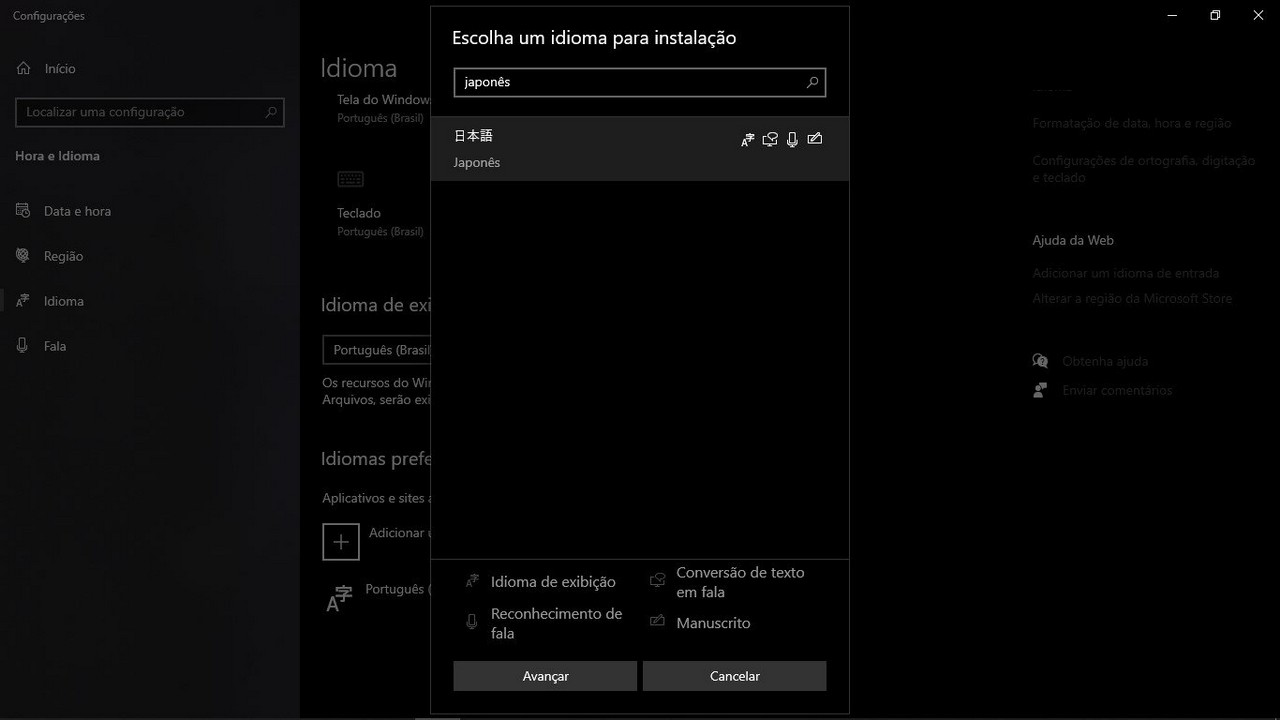 Configurações
Início
Localizar uma configuração
Hora e Idioma
Data e hora
Região
Idioma
Fala
Idioma
Tela do Window
Português (Brasil)
Teclado
Português (Brasil)
Idioma de exi
Português (Brasil
Os recursos do Wi
Arquivos, serão exi
Idiomas prefe
Aplicativos e sites a
Adicionar u
Português (
Escolha um idioma para instalação
japonês
日本語
Japonês
Idioma de exibição
Conversão de texto
em fala
Reconhecimento de
fala
Manuscrito
Avançar
Cancelar
Formatação de data, hora e região
Configurações de ortografia, digitação
e teclado
Ajuda da Web
Adicionar um idioma de entrada
Alterar a região da Microsoft Store
Obtenha ajuda
Enviar comentários